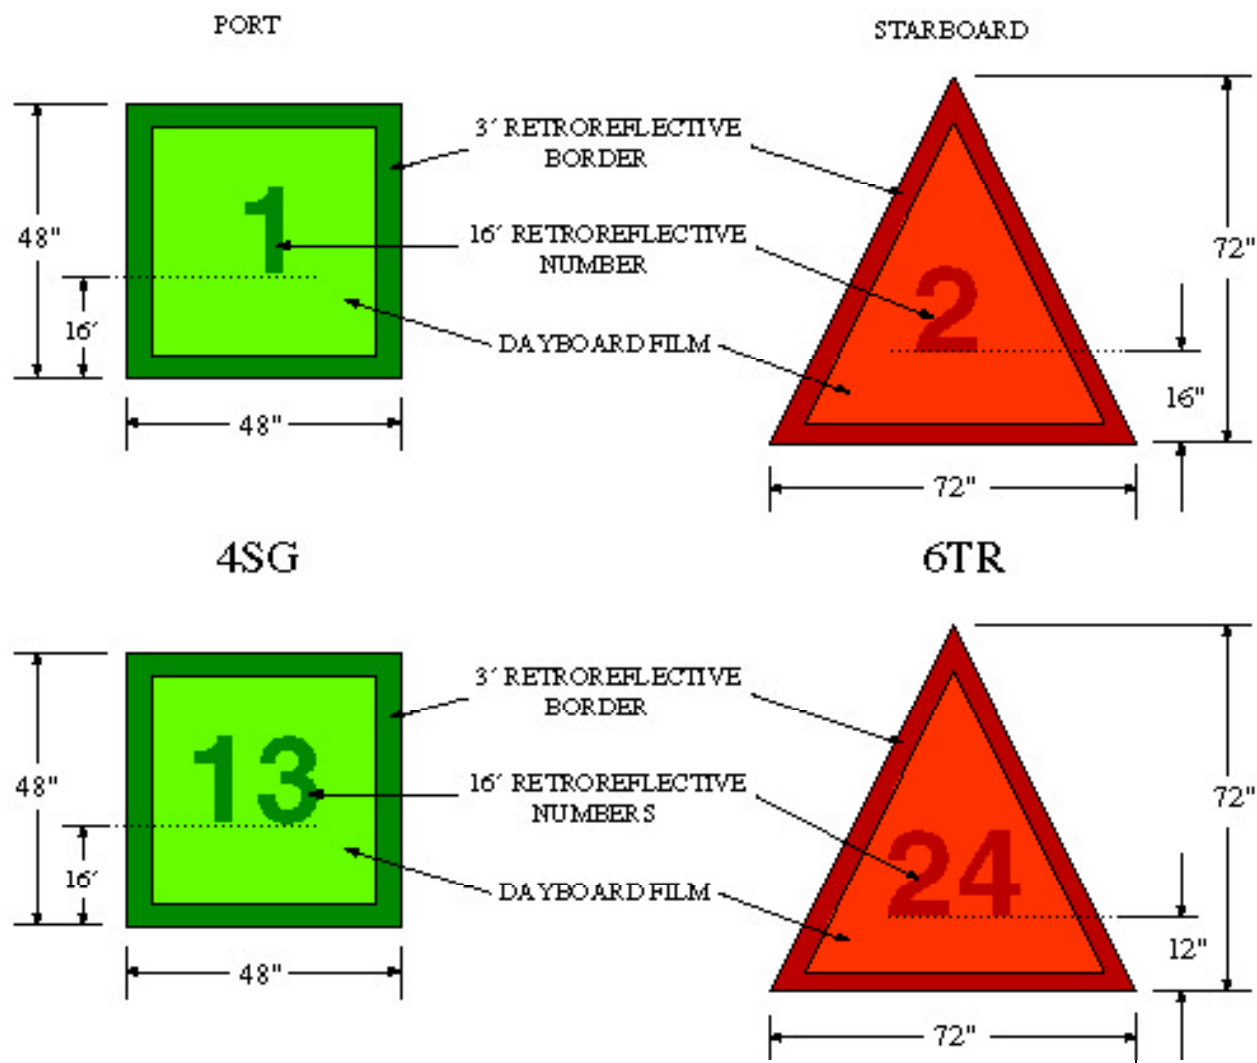 PORT
STARBOARD
3′ RETROREFLECTIVE
BORDER
1
48"
16′ RETROREFLECTIVE
NUMBER
72"
2
16′
DAYBOARD FILM
16"
48"
72"
4SG
6TR
3′ RETROREFLECTIVE
BORDER
13
48"
16′ RETROREFLECTIVE
NUMBERS
72"
24
16′
DAYBOARD FILM
12"
48"
72"